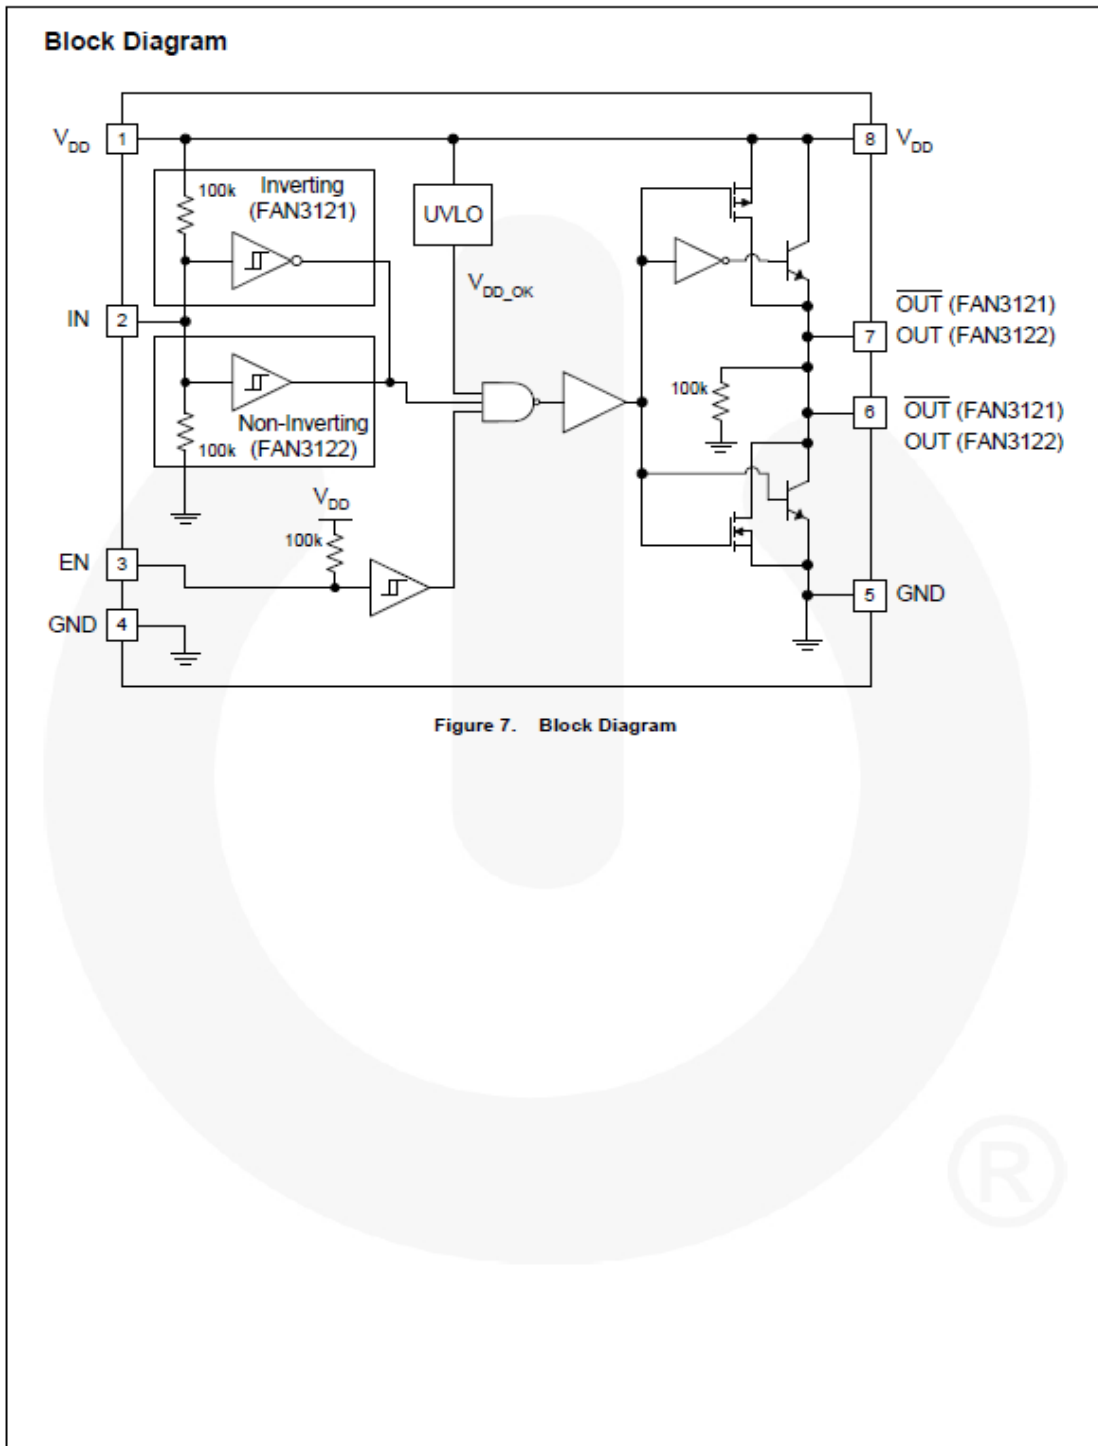 Block Diagram
V_DD 1
8 V_DD
100k
Inverting
(FAN3121)
UVLO
V_DD_OK
IN 2
OUT (FAN3121)
7 OUT (FAN3122)
100k
6 OUT (FAN3121)
OUT (FAN3122)
Non-Inverting
(FAN3122)
100k
V_DD
100k
EN 3
5 GND
GND 4
Figure 7. Block Diagram
®